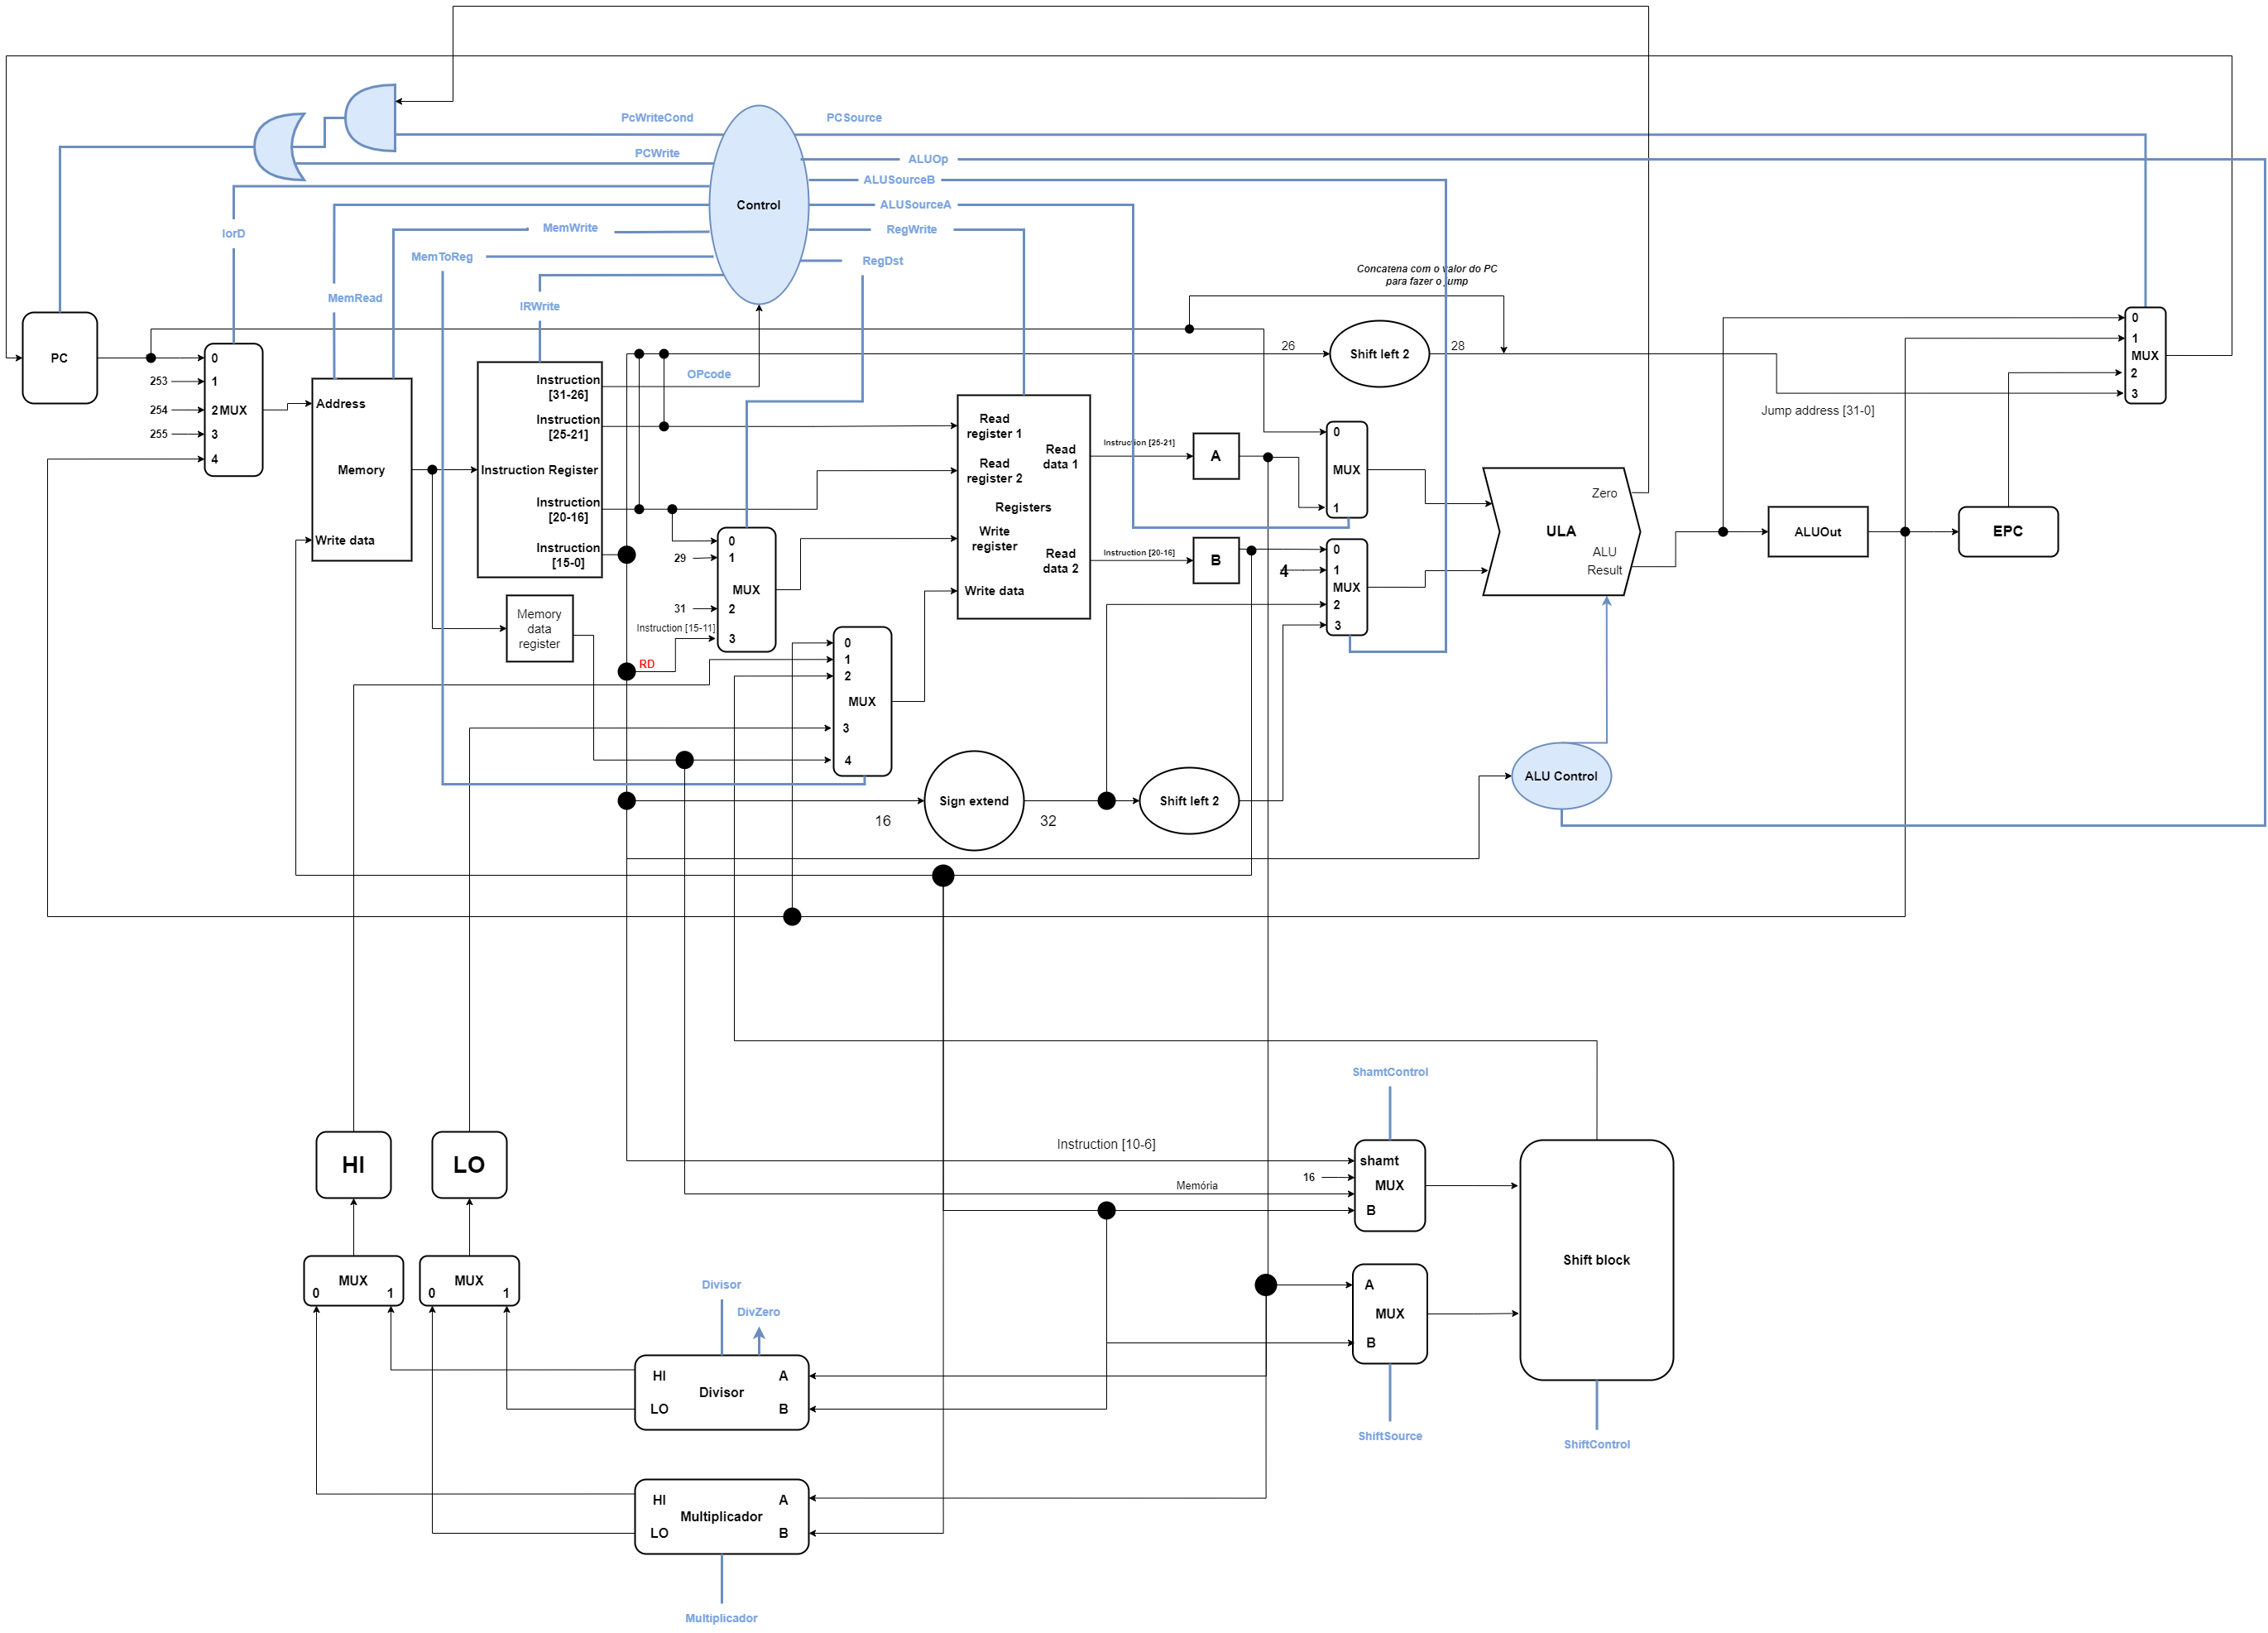 PcWriteCond
PCSource
PCWrite
ALUOp
ALUSourceB
Control
ALUSourceA
IorD
MemWrite
RegWrite
MemToReg
RegDst
MemRead
IRWrite
Concatena com o valor do PC
para fazer o jump
PC
0
253
1
254
2
MUX
255
3
4
Address
Memory
Write data
Instruction
[31-26]
OPcode
Instruction
[25-21]
Instruction Register
Instruction
[20-16]
Instruction
[15-0]
Memory
data
register
0
29
1
MUX
31
2
Instruction [15-11]
3
RD
0
1
2
MUX
3
4
Read
register 1
Read
data 1
Read
register 2
Registers
Write
register
Read
data 2
Write data
Instruction [25-21]
A
Instruction [20-16]
B
26
Shift left 2
28
Jump address [31-0]
0
MUX
1
0
4
1
MUX
2
3
Zero
ULA
ALU
Result
ALUOut
EPC
0
1
MUX
2
3
ALU Control
16
Sign extend
32
Shift left 2
ShamtControl
Instruction [10-6]
shamt
16
MUX
Memória
B
HI
LO
MUX
0
1
MUX
0
1
Shift block
A
MUX
B
ShiftSource
ShiftControl
Divisor
DivZero
HI
A
Divisor
LO
B
HI
A
Multiplicador
LO
B
Multiplicador